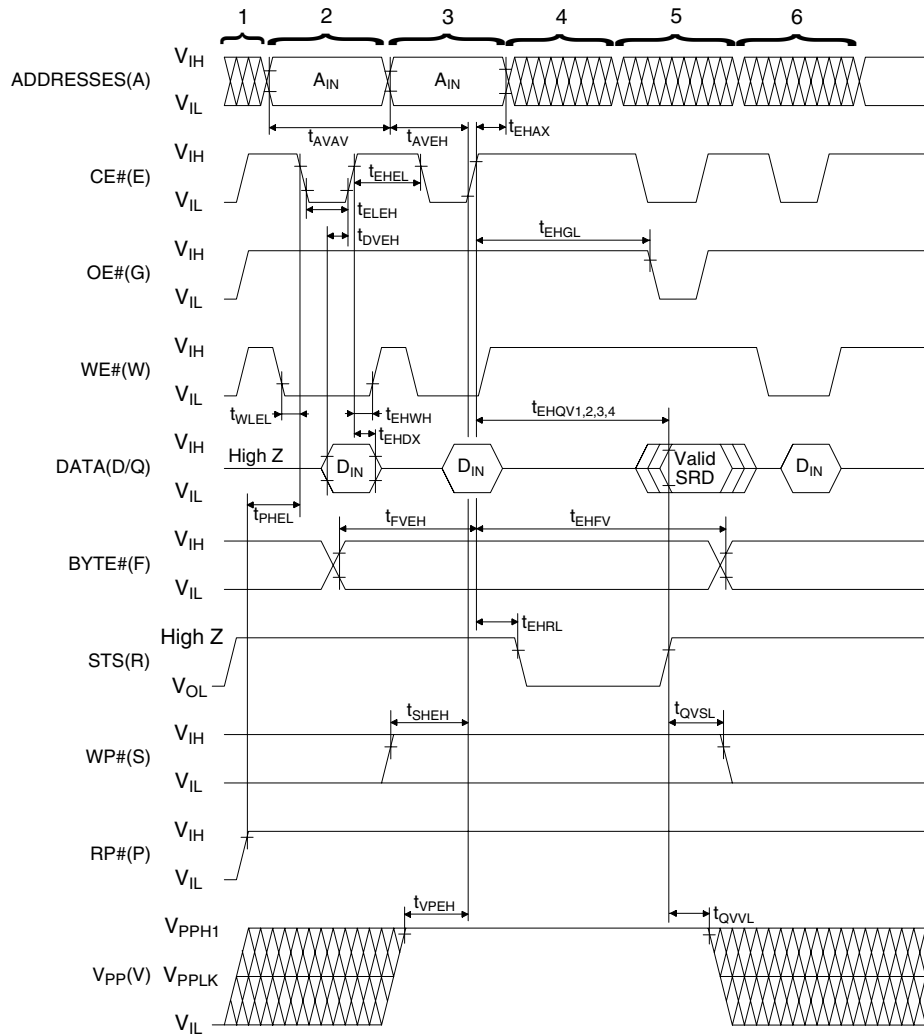 1 2 3 4 5 6
V_IH
ADDRESSES(A) A_IN A_IN
V_IL
t_AVAV t_AVEH t_EHAX
V_IH
CE#(E) t_EHEL
V_IL
t_ELEH
t_DVEH t_EHGL
V_IH
OE#(G)
V_IL
V_IH
WE#(W)
V_IL
t_WLEL t_EHWH t_EHQV1,2,3,4
t_EHDX
V_IH
High Z
DATA(D/Q) D_IN D_IN Valid SRD D_IN
V_IL
t_PHEL t_FVEH t_EHFV
V_IH
BYTE#(F)
V_IL
t_EHRL
High Z
STS(R)
V_OL
t_SHEH t_QVSL
V_IH
WP#(S)
V_IL
V_IH
RP#(P)
V_IL
t_VPEH t_QVVL
V_PPH1
V_PP(V) V_PPLK
V_IL